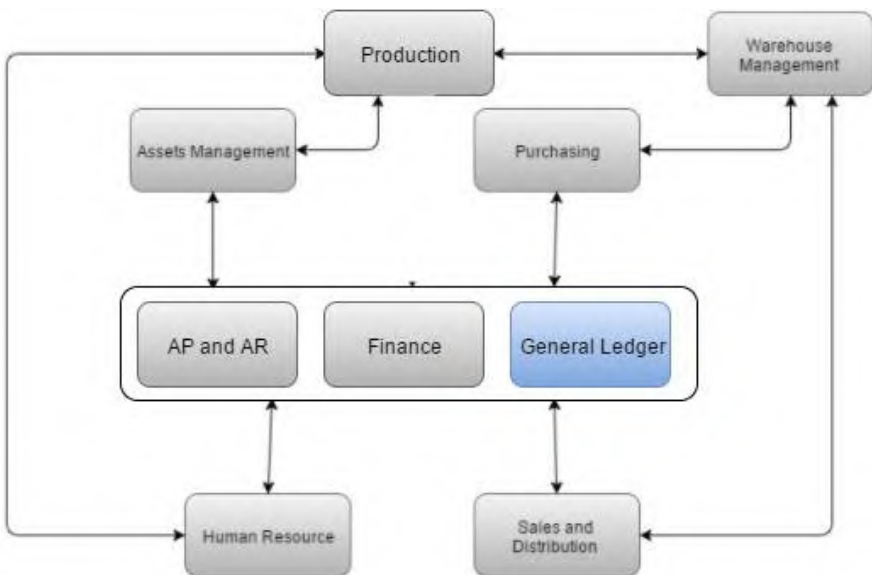 Production
Warehouse
Management
Assets Management
Purchasing
AP and AR
Finance
General Ledger
Human Resource
Sales and
Distribution